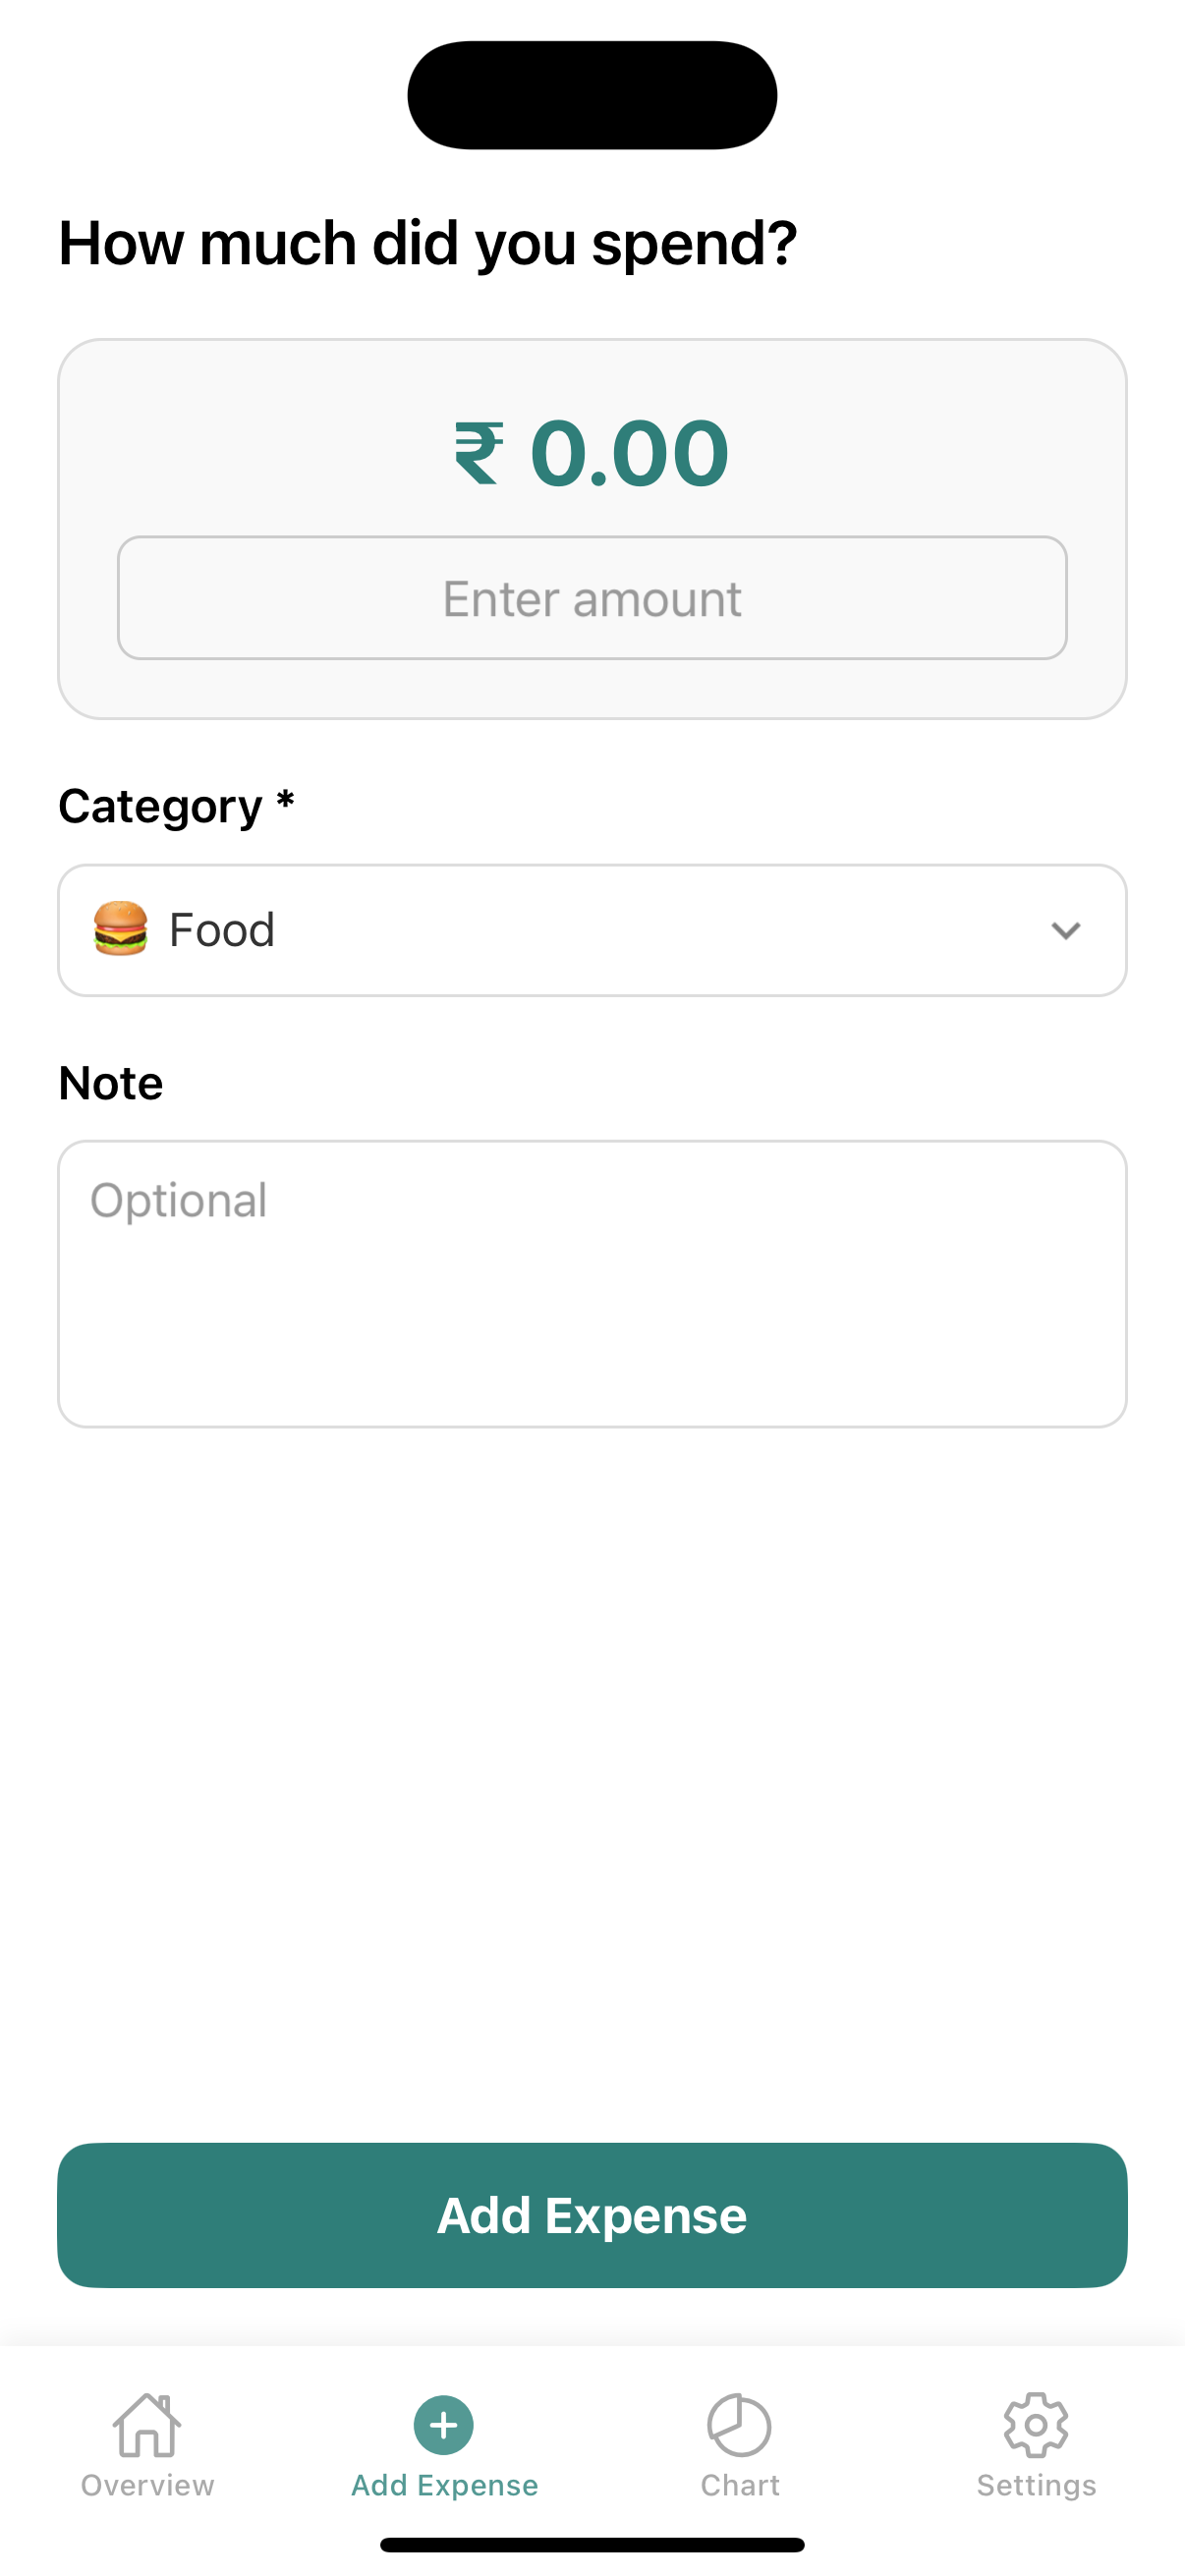 How much did you spend?
₹ 0.00
Enter amount
Category *
Food
Note
Optional
Add Expense
Overview
Add Expense
Chart
Settings